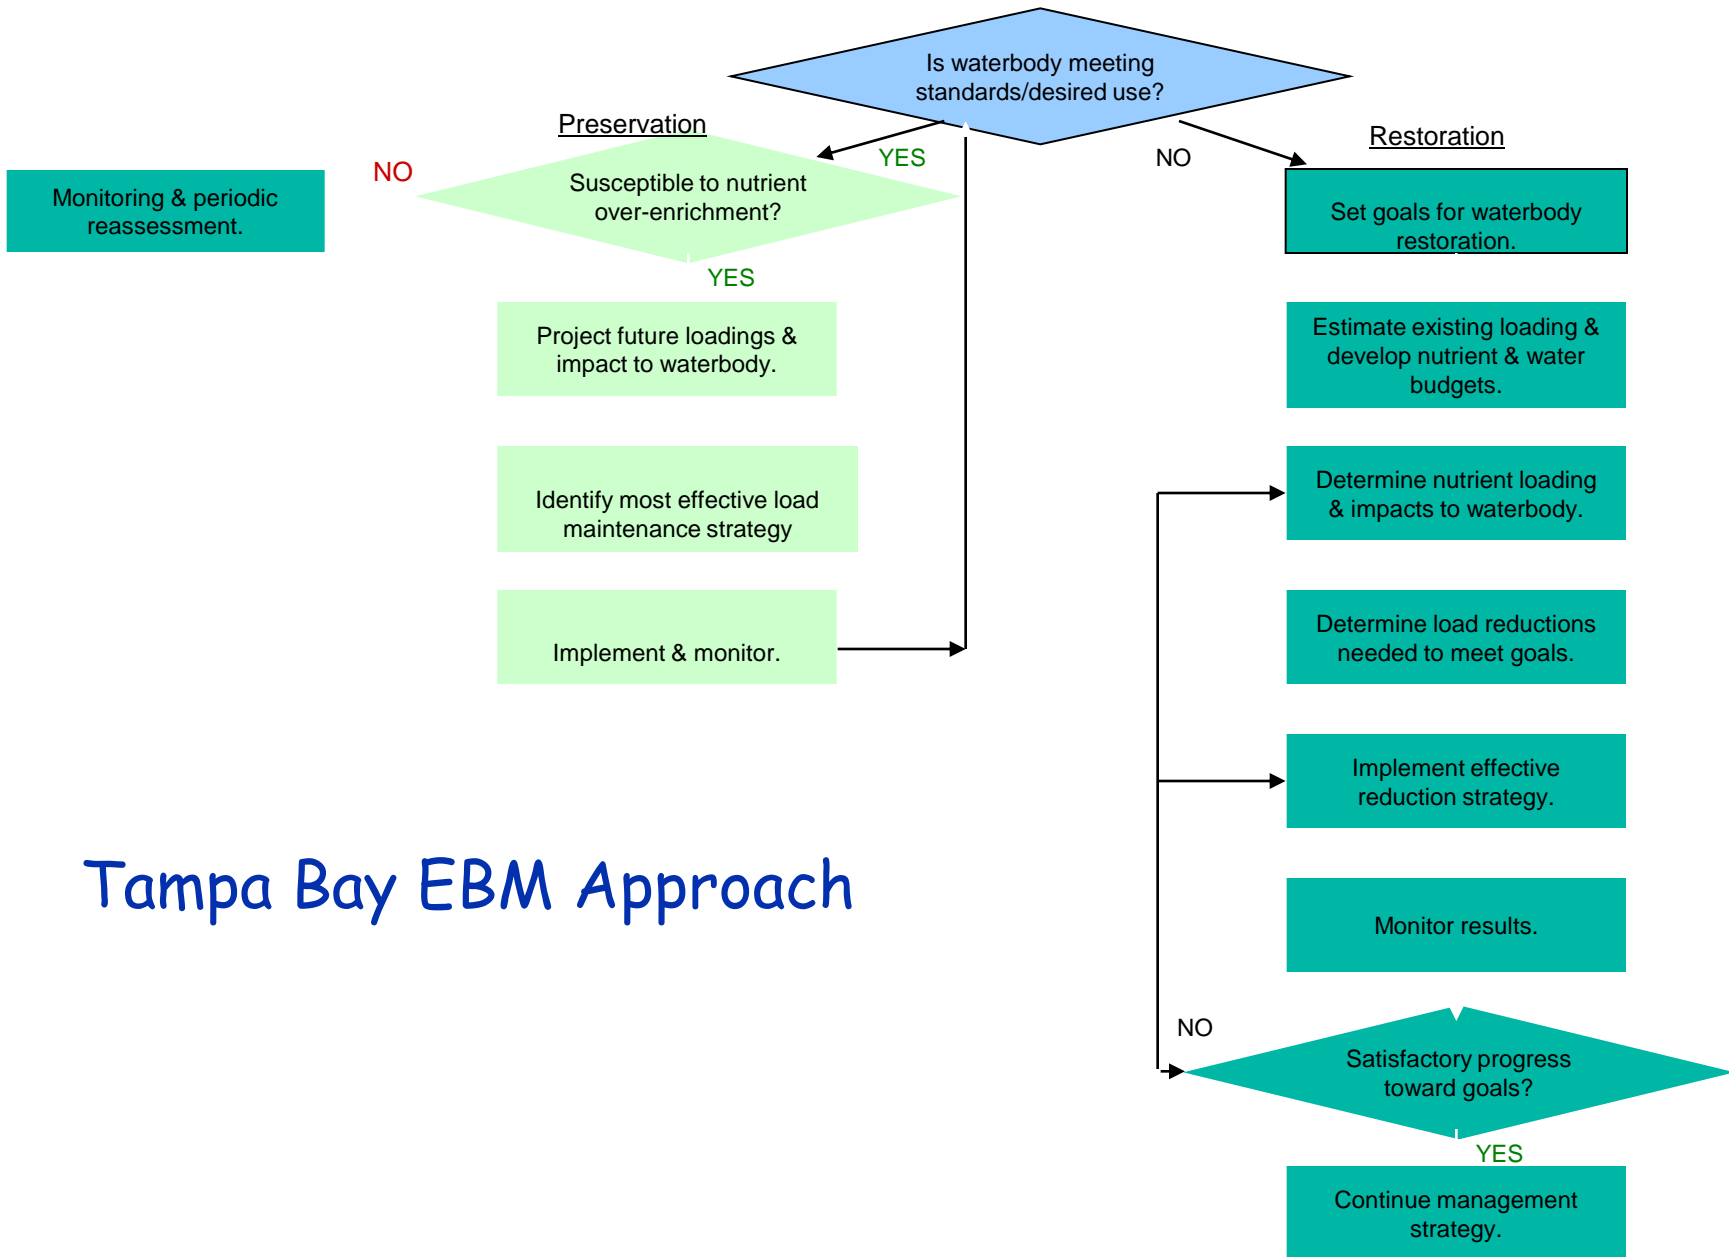 Is waterbody meeting
standards/desired use?
Preservation
Restoration
YES
NO
NO
Susceptible to nutrient
over-enrichment?
Monitoring & periodic
reassessment.
Set goals for waterbody
restoration.
YES
Project future loadings &
impact to waterbody.
Estimate existing loading &
develop nutrient & water
budgets.
Identify most effective load
maintenance strategy
Determine nutrient loading
& impacts to waterbody.
Implement & monitor.
Determine load reductions
needed to meet goals.
Implement effective
reduction strategy.
Tampa Bay EBM Approach
Monitor results.
NO
Satisfactory progress
toward goals?
YES
Continue management
strategy.